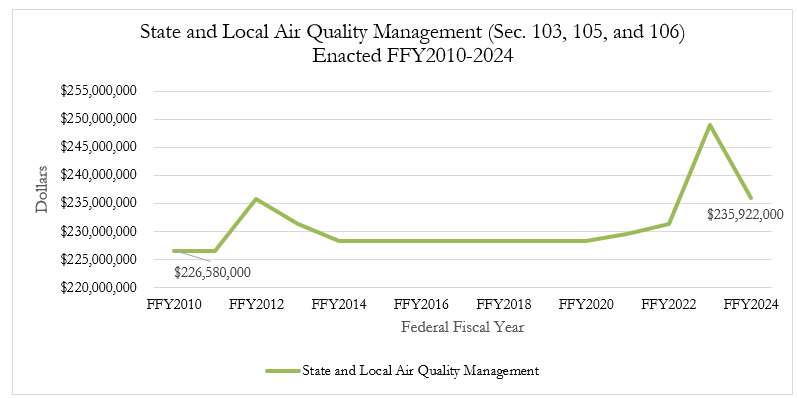 State and Local Air Quality Management (Sec. 103, 105, and 106)
Enacted FFY2010-2024
$255,000,000
$250,000,000
$245,000,000
$240,000,000
$235,000,000
$230,000,000
$225,000,000
$220,000,000
Dollars
$235,922,000
$226,580,000
FFY2010 FFY2012 FFY2014 FFY2016 FFY2018 FFY2020 FFY2022 FFY2024
Federal Fiscal Year
State and Local Air Quality Management